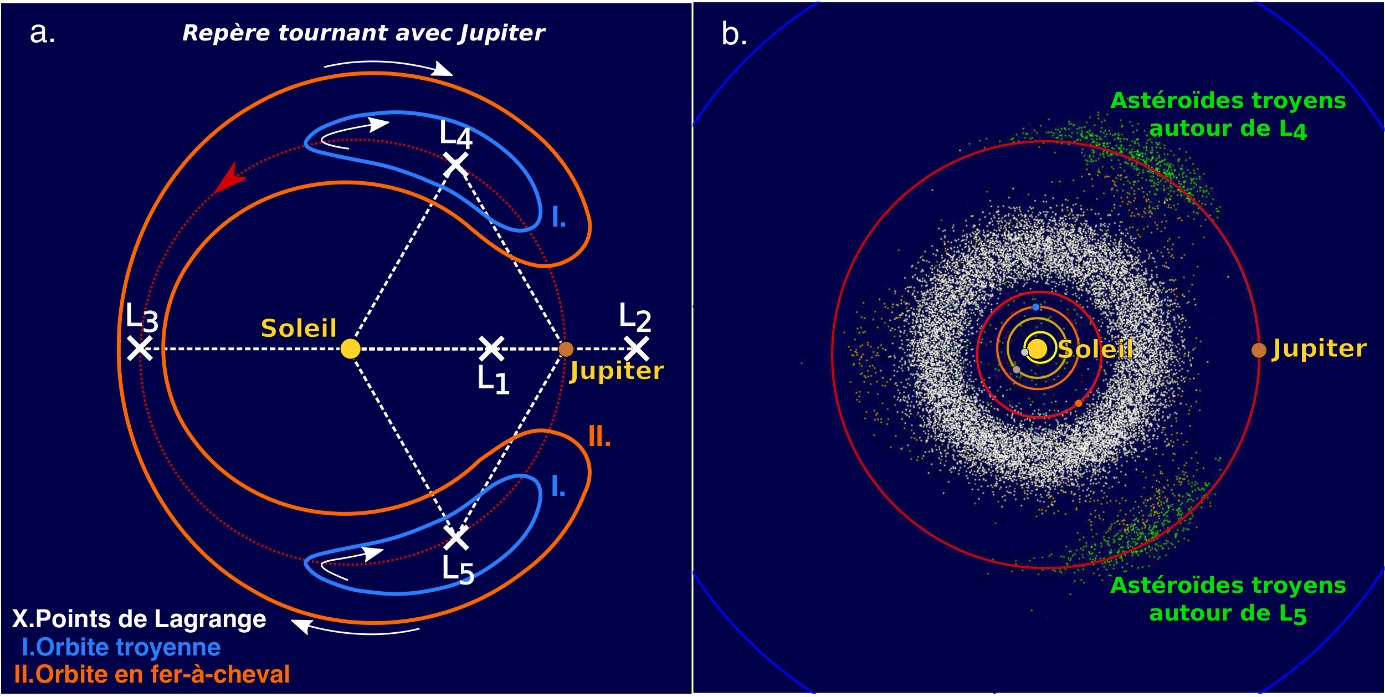 a.
Repère tournant avec Jupiter
L4
I.
L3
Soleil
L2
L1
Jupiter
II.
I.
L5
X.Points de Lagrange
I.Orbite troyenne
II.Orbite en fer-à-cheval
b.
Astéroïdes troyens
autour de L4
Soleil
Jupiter
Astéroïdes troyens
autour de L5